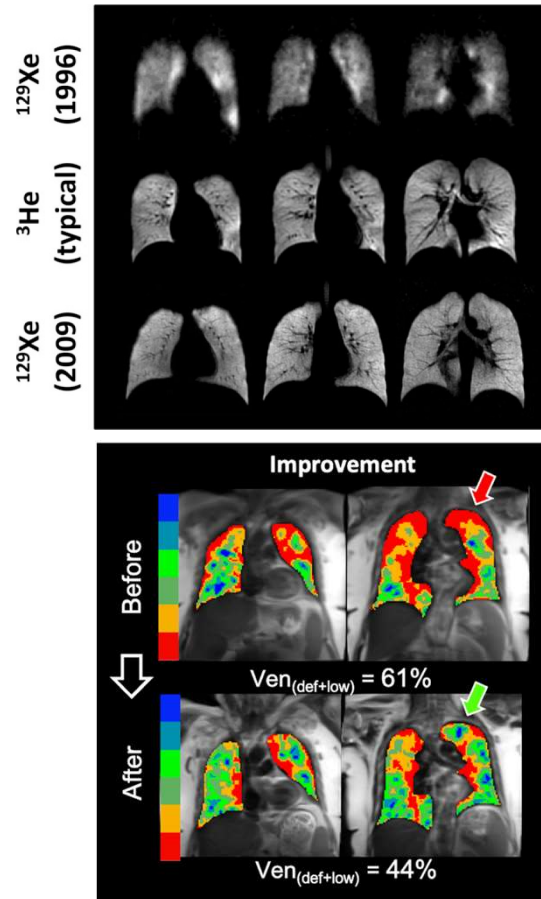 ¹²⁹Xe
(1996)
³He
(typical)
¹²⁹Xe
(2009)
Improvement
Before
Ven(def+low) = 61%
After
Ven(def+low) = 44%